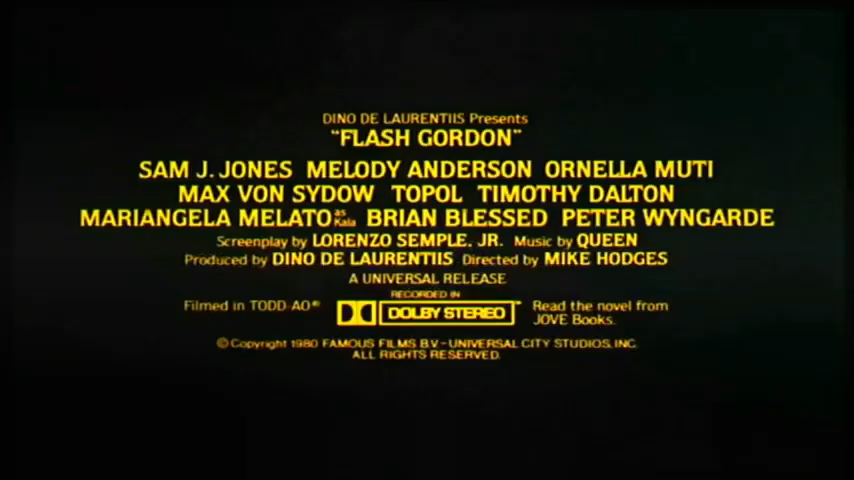 DINO DE LAURENTIIS Presents
"FLASH GORDON"
SAM J. JONES MELODY ANDERSON ORNELLA MUTI
MAX VON SYDOW TOPOL TIMOTHY DALTON
MARIANGELA MELATO as Kala BRIAN BLESSED PETER WYNGARDE
Screenplay by LORENZO SEMPLE, JR. Music by QUEEN
Produced by DINO DE LAURENTIIS Directed by MIKE HODGES
A UNIVERSAL RELEASE
Filmed in TODD-AO®
RECORDED IN
DOLBY STEREO™
Read the novel from
JOVE Books.
© Copyright 1980 FAMOUS FILMS B.V.-UNIVERSAL CITY STUDIOS, INC.
ALL RIGHTS RESERVED.